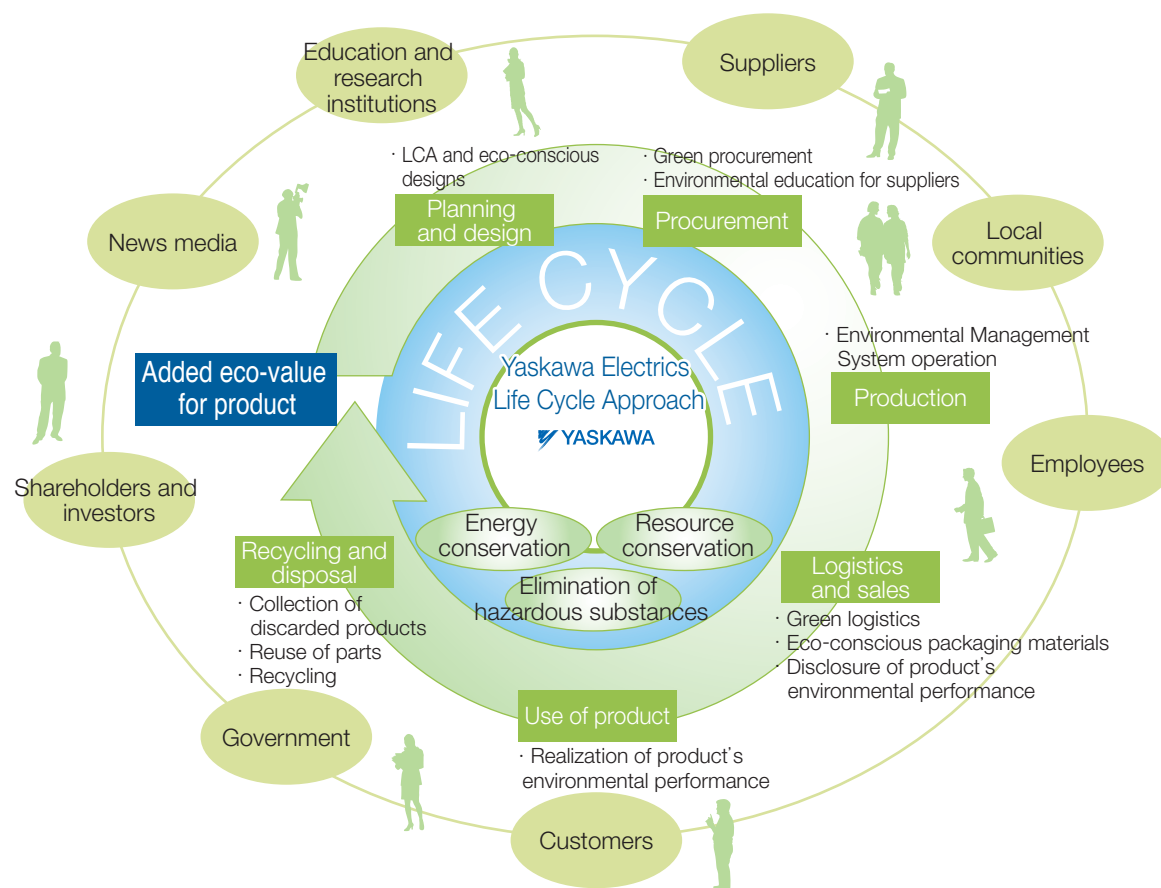 Education and
research
institutions
Suppliers
· LCA and eco-conscious
designs
· Green procurement
· Environmental education for suppliers
Planning
and design
Procurement
News media
Local
communities
LIFE CYCLE
· Environmental Management
System operation
Added eco-value
for product
Yaskawa Electrics
Life Cycle Approach
YASKAWA
Production
Employees
Shareholders and
investors
Energy
conservation
Resource
conservation
Elimination of
hazardous substances
Recycling and
disposal
· Collection of
discarded products
· Reuse of parts
· Recycling
Logistics
and sales
· Green logistics
· Eco-conscious packaging materials
· Disclosure of product's
environmental performance
Use of product
· Realization of product's
environmental performance
Government
Customers